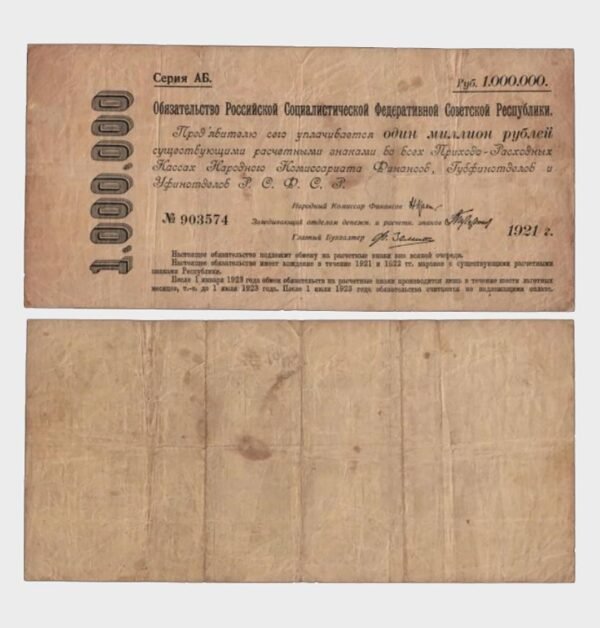 Серия АБ.
Руб. 1.000.000.
1.000.000
Обязательство Российской Социалистической Федеративной Советской Республики.
Предъявителю сего уплачивается один миллион рублей
существующими расчетными знаками во всех Приходо-Расходных
Кассах Народного Комиссариата Финансов, Губфинотделов и
Уфинотделов Р. С. Ф. С. Р.
Народный Комиссар Финансов
№ 903574
Заведывающий отделом денежн. и расчетн. знаков
1921 г.
Главный Бухгалтер
Настоящее обязательство подлежит обмену на расчетные знаки вне всякой очереди.
Настоящее обязательство имеет хождение в течение 1921 и 1922 гг. наравне с существующими расчетными
знаками Республики.
После 1 января 1923 года обмен обязательств на расчетные знаки производится лишь в течение шести льготных
месяцев, т.-е. до 1 июля 1923 года. После 1 июля 1923 года обязательства считаются не подлежащими оплате.